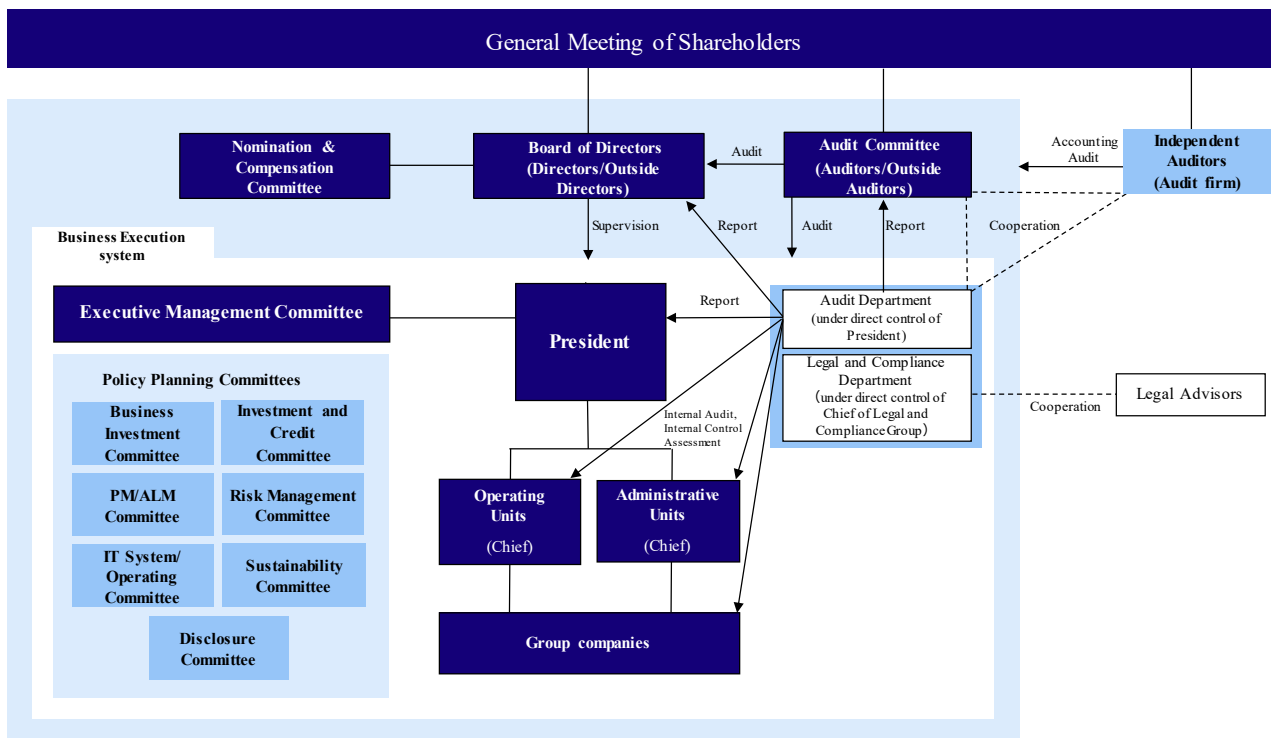 General Meeting of Shareholders
Nomination &
Compensation
Committee
Board of Directors
(Directors/Outside
Directors)
Audit
Audit Committee
(Auditors/Outside
Auditors)
Accounting
Audit
Independent
Auditors
(Audit firm)
Supervision
Report
Audit
Report
Cooperation
Business Execution
system
Executive Management Committee
President
Report
Audit Department
(under direct control of
President)
Legal and Compliance
Department
(under direct control of
Chief of Legal and
ComplianceGroup)
Cooperation
Legal Advisors
Policy Planning Committees
Business
Investment
Committee
Investment and
Credit
Committee
PM/ALM
Committee
Risk Management
Committee
IT System/
Operating
Committee
Sustainability
Committee
Disclosure
Committee
Internal Audit,
Internal Control
Assessment
Operating
Units
(Chief)
Administrative
Units
(Chief)
Group companies